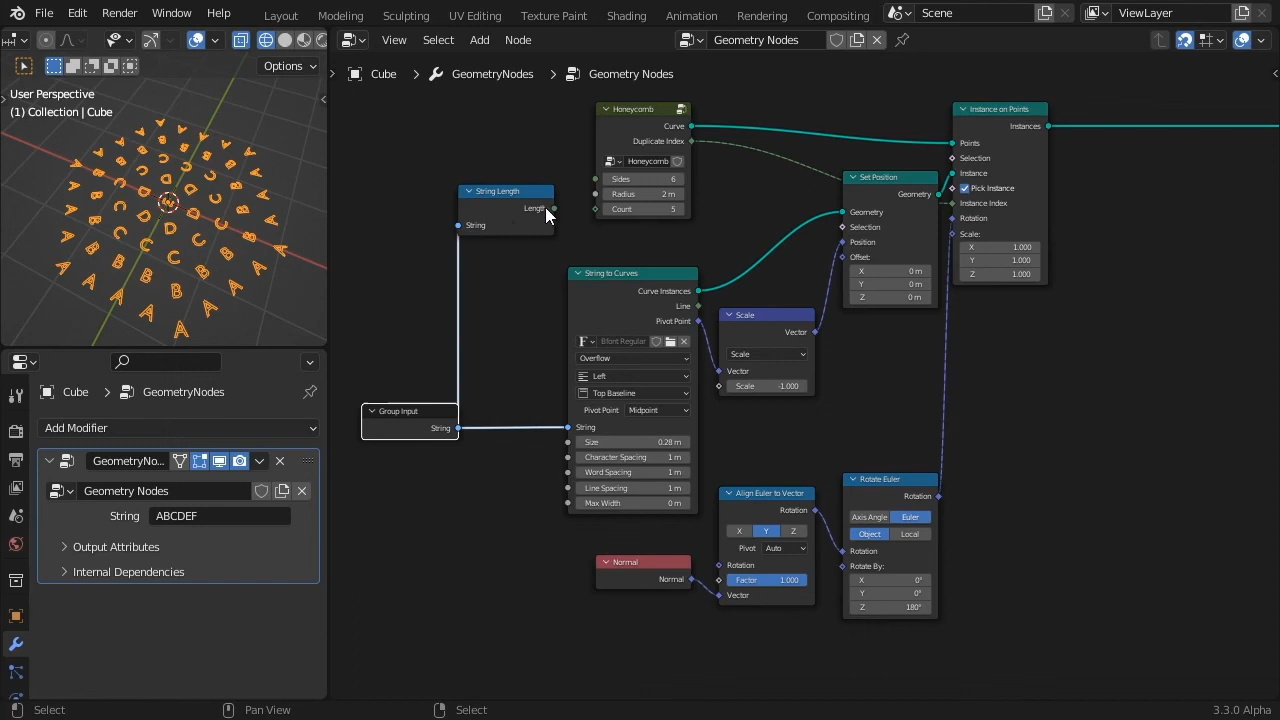 File Edit Render Window Help Layout Modeling Sculpting UV Editing Texture Paint Shading Animation Rendering Compositing Scene ViewLayer
View Select Add Node Geometry Nodes
Options
Cube GeometryNodes Geometry Nodes
User Perspective
(1) Collection | Cube
Honeycomb
Curve
Duplicate Index
Honeycomb
Sides 6
Radius 2 m
Count 5
String Length
Length
String
Instance on Points
Instances
Points
Selection
Instance
Pick Instance
Instance Index
Rotation
Scale:
X 1.000
Y 1.000
Z 1.000
Set Position
Geometry
Geometry
Selection
Position
Offset:
X 0 m
Y 0 m
Z 0 m
String to Curves
Curve Instances
Line
Pivot Point
Bfont Regular
Overflow
Left
Top Baseline
Pivot Point Midpoint
String
Size 0.28 m
Character Spacing 1 m
Word Spacing 1 m
Line Spacing 1 m
Max Width 0 m
Scale
Vector
Scale
Vector
Scale -1.000
Group Input
String
Align Euler to Vector
Rotation
X Y Z
Pivot Auto
Rotation
Factor 1.000
Vector
Rotate Euler
Rotation
Axis Angle Euler
Object Local
Rotation
Rotate By:
X 0°
Y 0°
Z 180°
Normal
Normal
Cube GeometryNodes
Add Modifier
GeometryNo...
Geometry Nodes
String ABCDEF
Output Attributes
Internal Dependencies
Select Pan View Select 3.3.0 Alpha